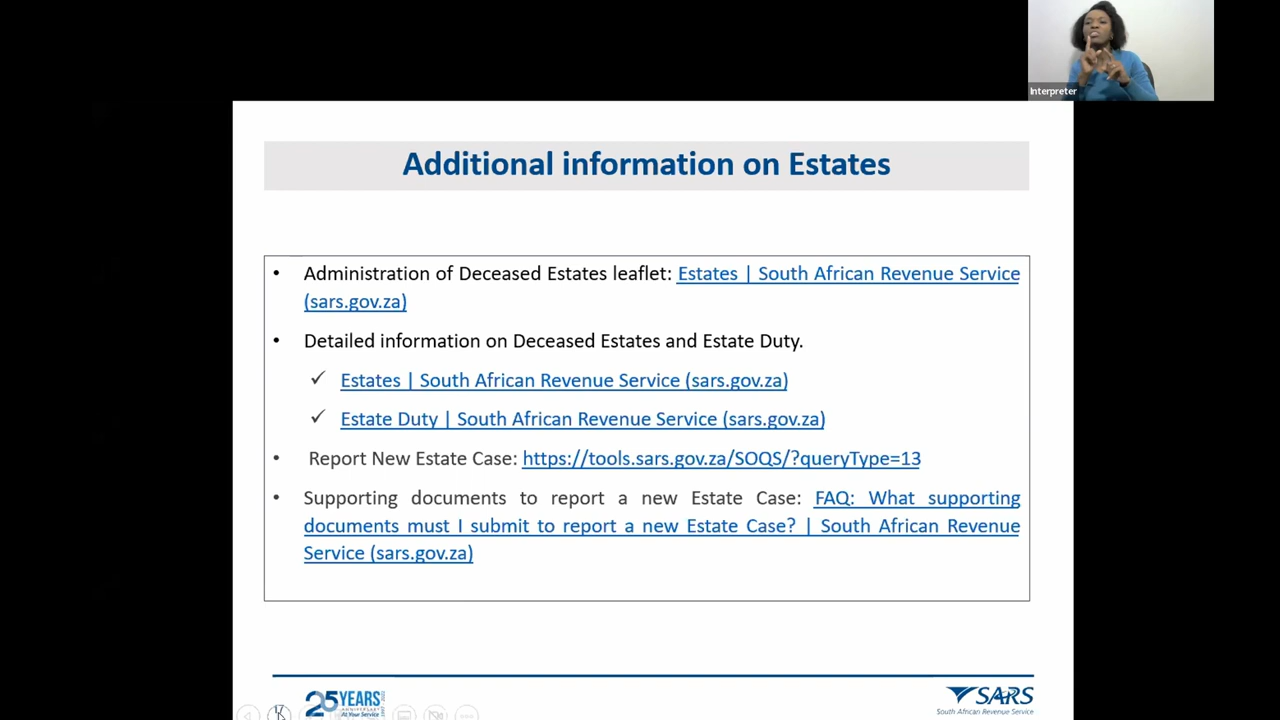 Interpreter
Additional information on Estates
• Administration of Deceased Estates leaflet: Estates | South African Revenue Service
(sars.gov.za)
• Detailed information on Deceased Estates and Estate Duty.
✓ Estates | South African Revenue Service (sars.gov.za)
✓ Estate Duty | South African Revenue Service (sars.gov.za)
• Report New Estate Case: https://tools.sars.gov.za/SOQS/?queryType=13
• Supporting documents to report a new Estate Case: FAQ: What supporting
documents must I submit to report a new Estate Case? | South African Revenue
Service (sars.gov.za)
25 YEARS
At Your Service
SARS
South African Revenue Service